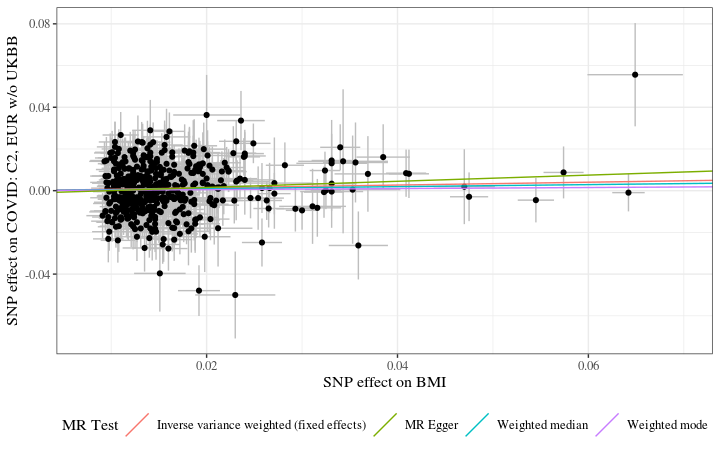 SNP effect on COVID: C2, EUR w/o UKBB
0.08
0.04
0.00
-0.04
0.02
0.04
0.06
SNP effect on BMI
MR Test
Inverse variance weighted (fixed effects)
MR Egger
Weighted median
Weighted mode